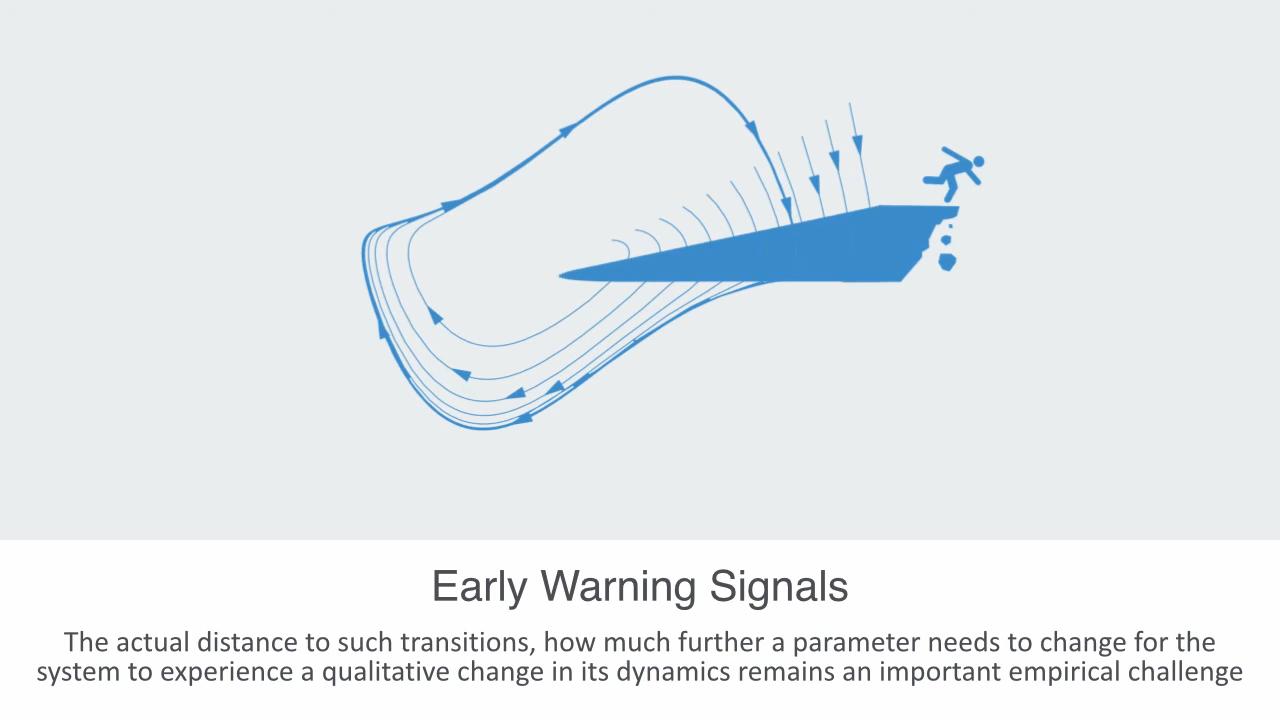 Early Warning Signals
The actual distance to such transitions, how much further a parameter needs to change for the
system to experience a qualitative change in its dynamics remains an important empirical challenge